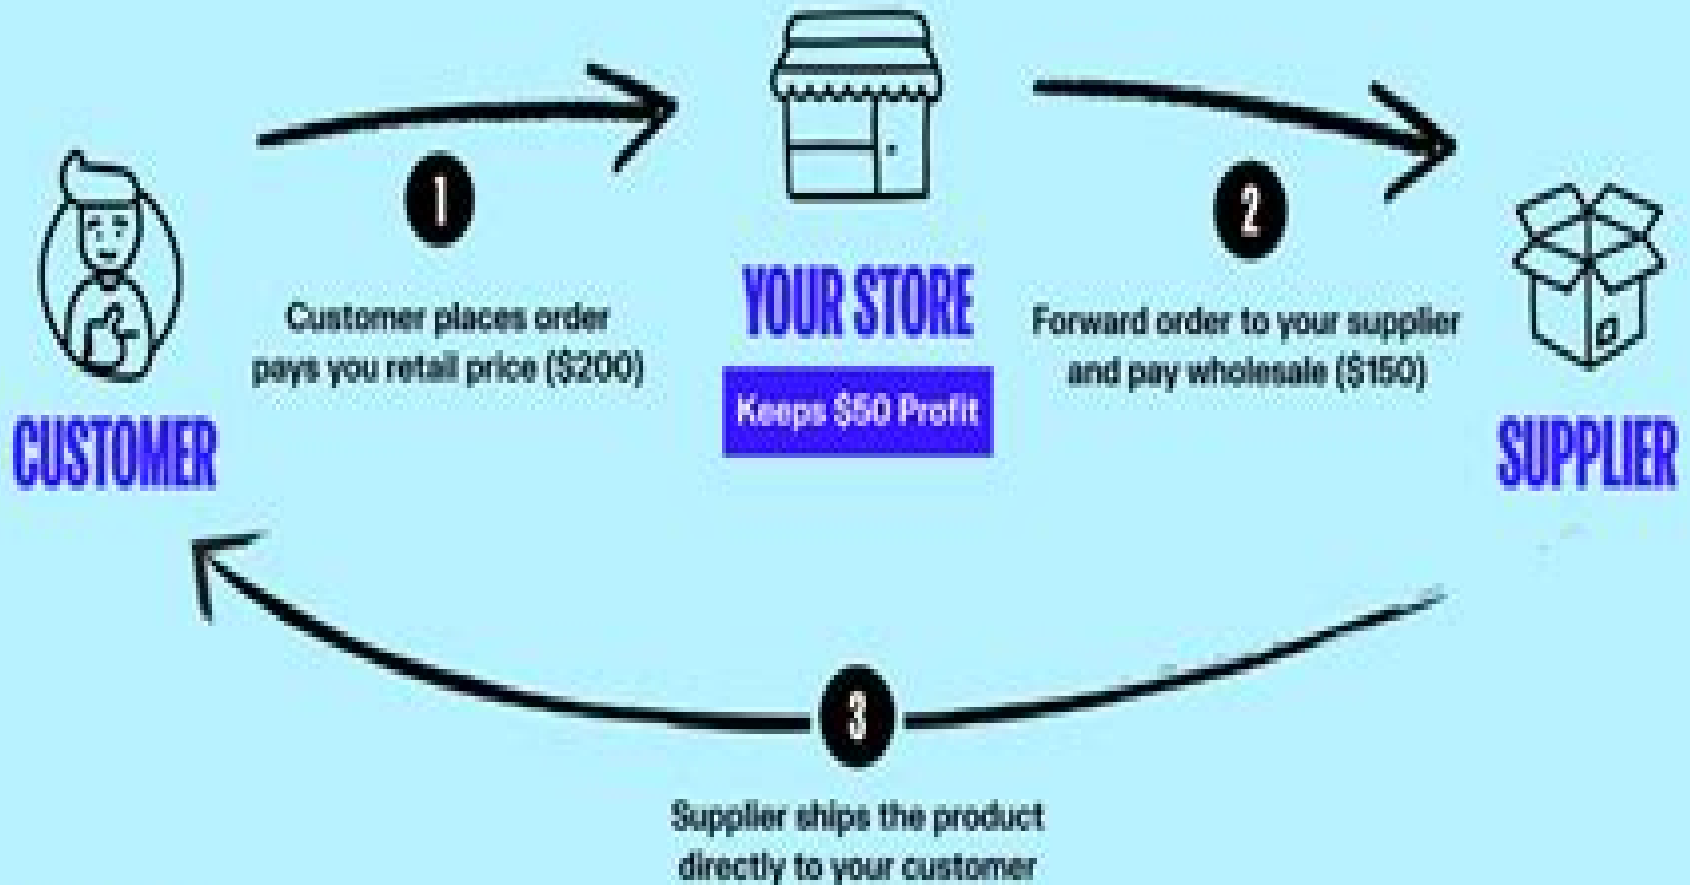 1
2
YOUR STORE
Customer places order
pays you retail price ($200)
Forward order to your supplier
and pay wholesale ($150)
Keeps $50 Profit
CUSTOMER
SUPPLIER
3
Supplier ships the product
directly to your customer